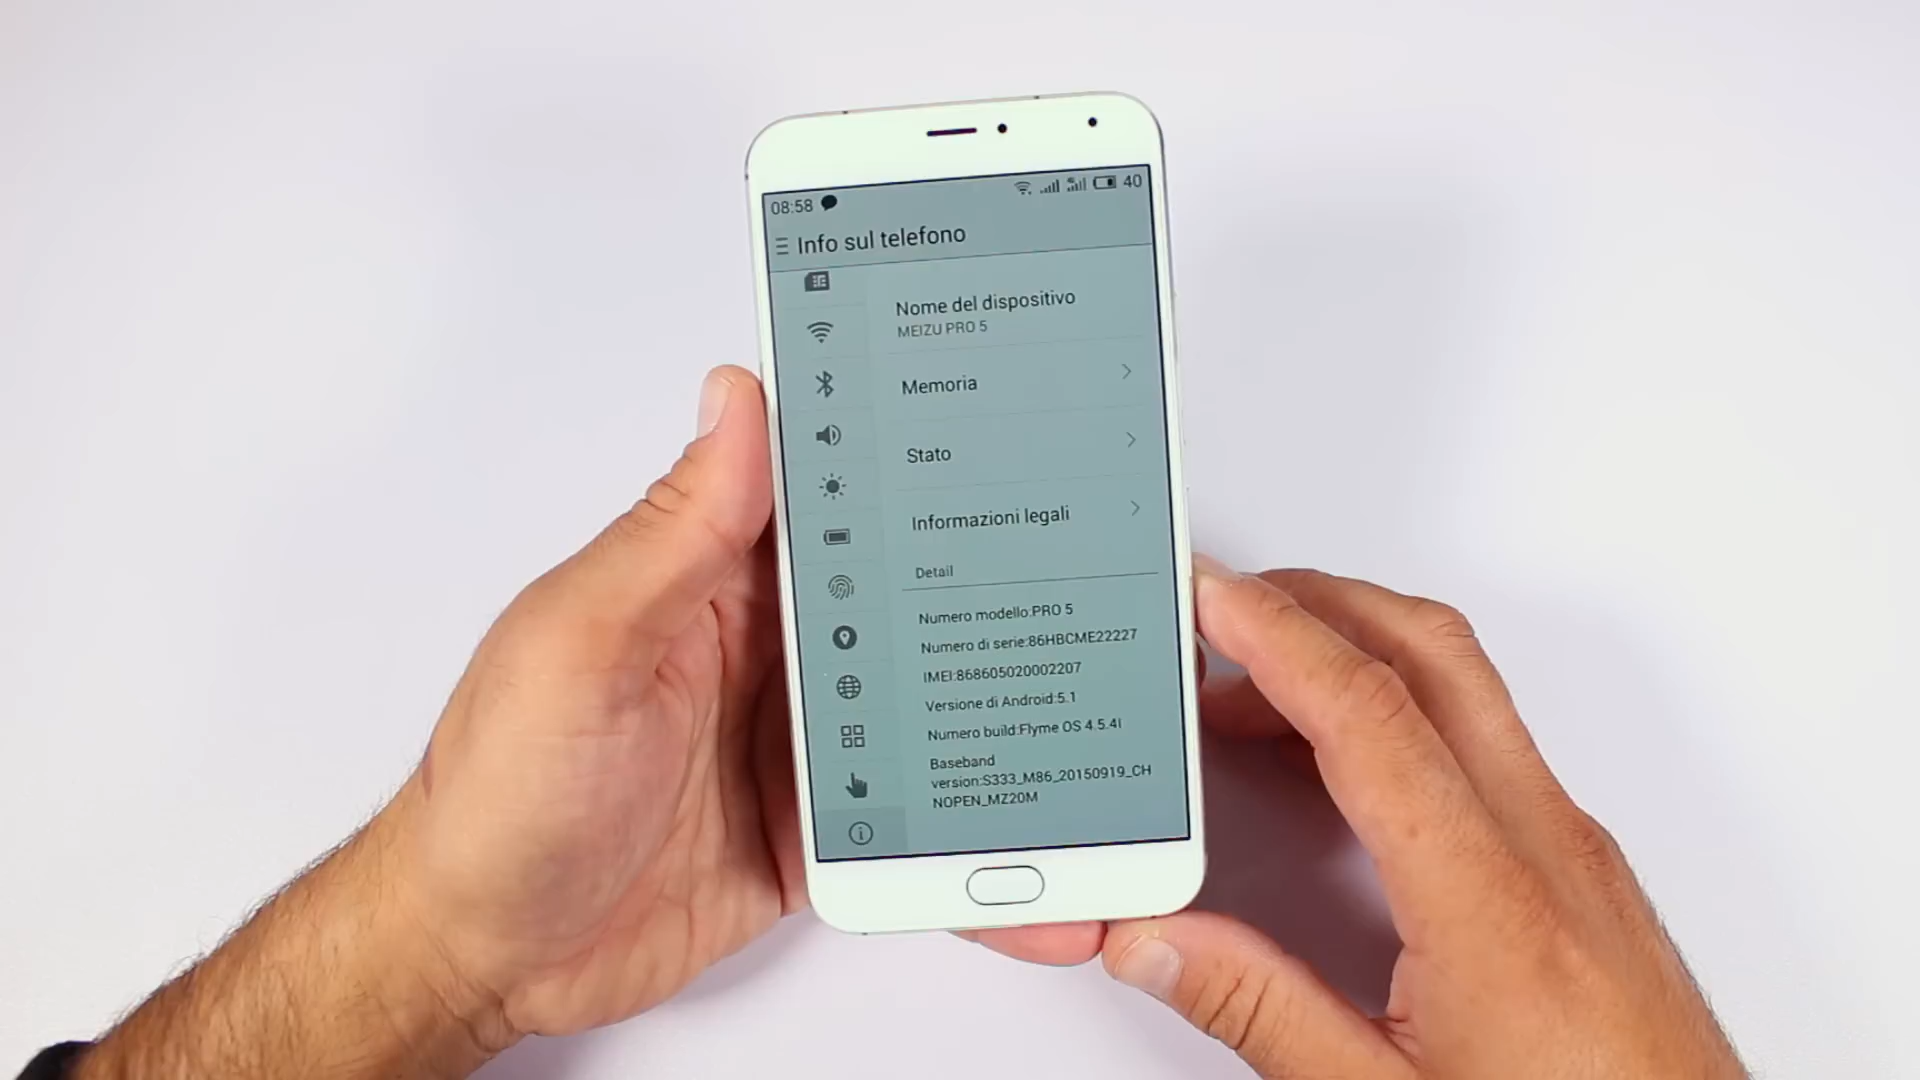 08:58
40
Info sul telefono
Nome del dispositivo
MEIZU PRO 5
Memoria
Stato
Informazioni legali
Detail
Numero modello:PRO 5
Numero di serie:86HBCME22227
IMEI:868605020002207
Versione di Android:5.1
Numero build:Flyme OS 4.5.4I
Baseband
version:S333_M86_20150919_CH
NOPEN_MZ20M